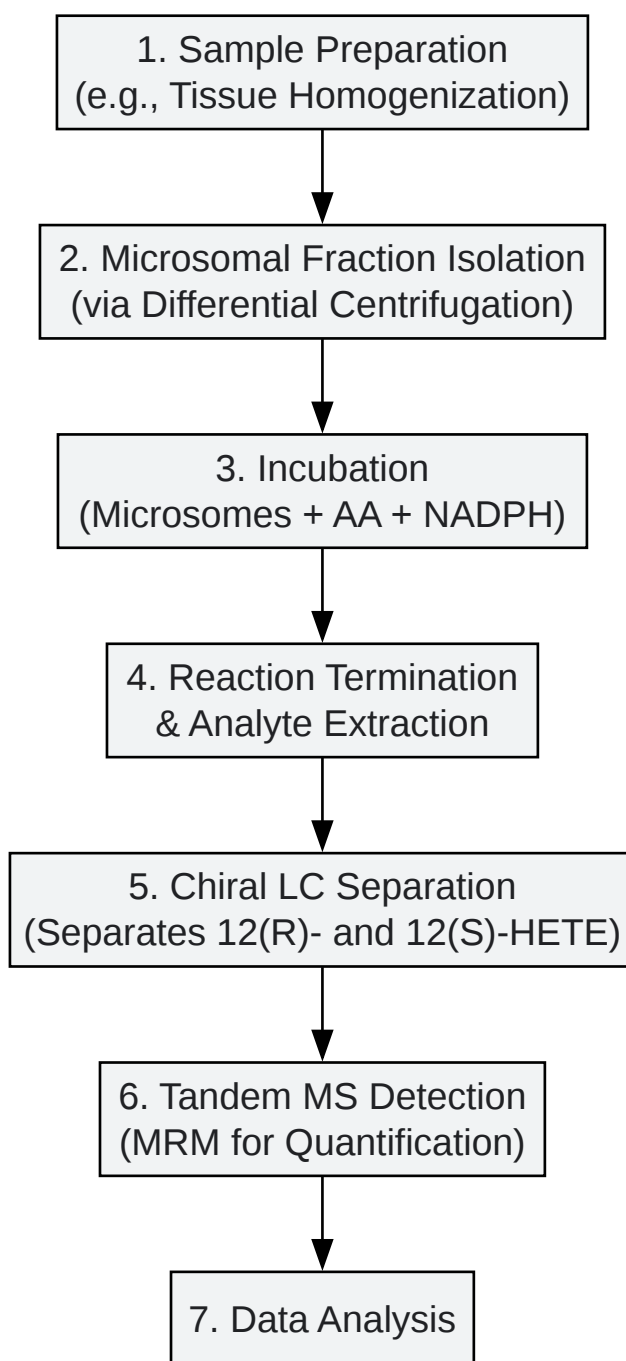 1. Sample Preparation
(e.g., Tissue Homogenization)
2. Microsomal Fraction Isolation
(via Differential Centrifugation)
3. Incubation
(Microsomes + AA + NADPH)
4. Reaction Termination
& Analyte Extraction
5. Chiral LC Separation
(Separates 12(R)- and 12(S)-HETE)
6. Tandem MS Detection
(MRM for Quantification)
7. Data Analysis